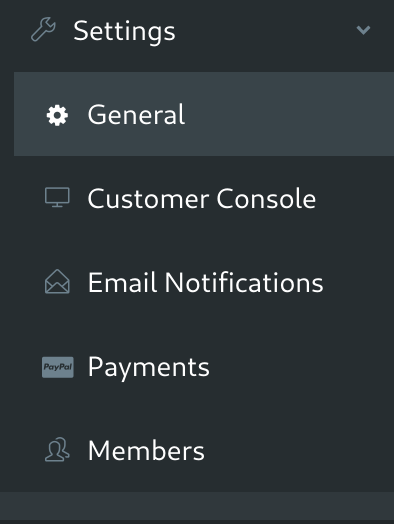 Settings
General
Customer Console
Email Notifications
PayPal Payments
Members